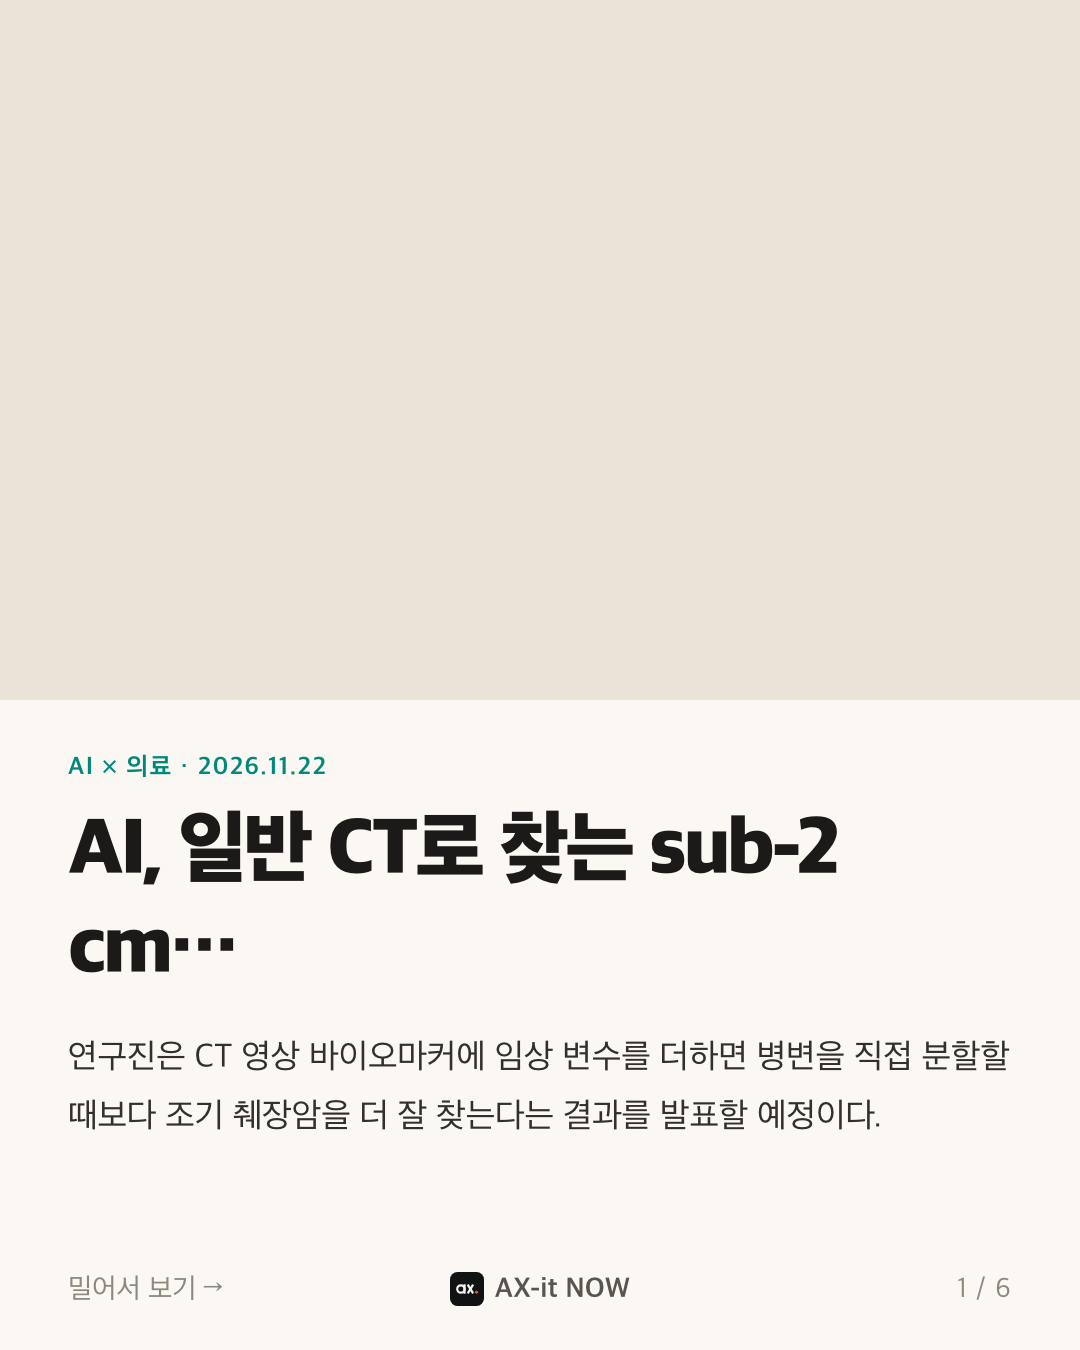 AI × 의료 · 2026.11.22
AI, 일반 CT로 찾는 sub-2
cm…
연구진은 CT 영상 바이오마커에 임상 변수를 더하면 병변을 직접 분할할
때보다 조기 췌장암을 더 잘 찾는다는 결과를 발표할 예정이다.
밀어서 보기 → ax. AX-it NOW 1 / 6